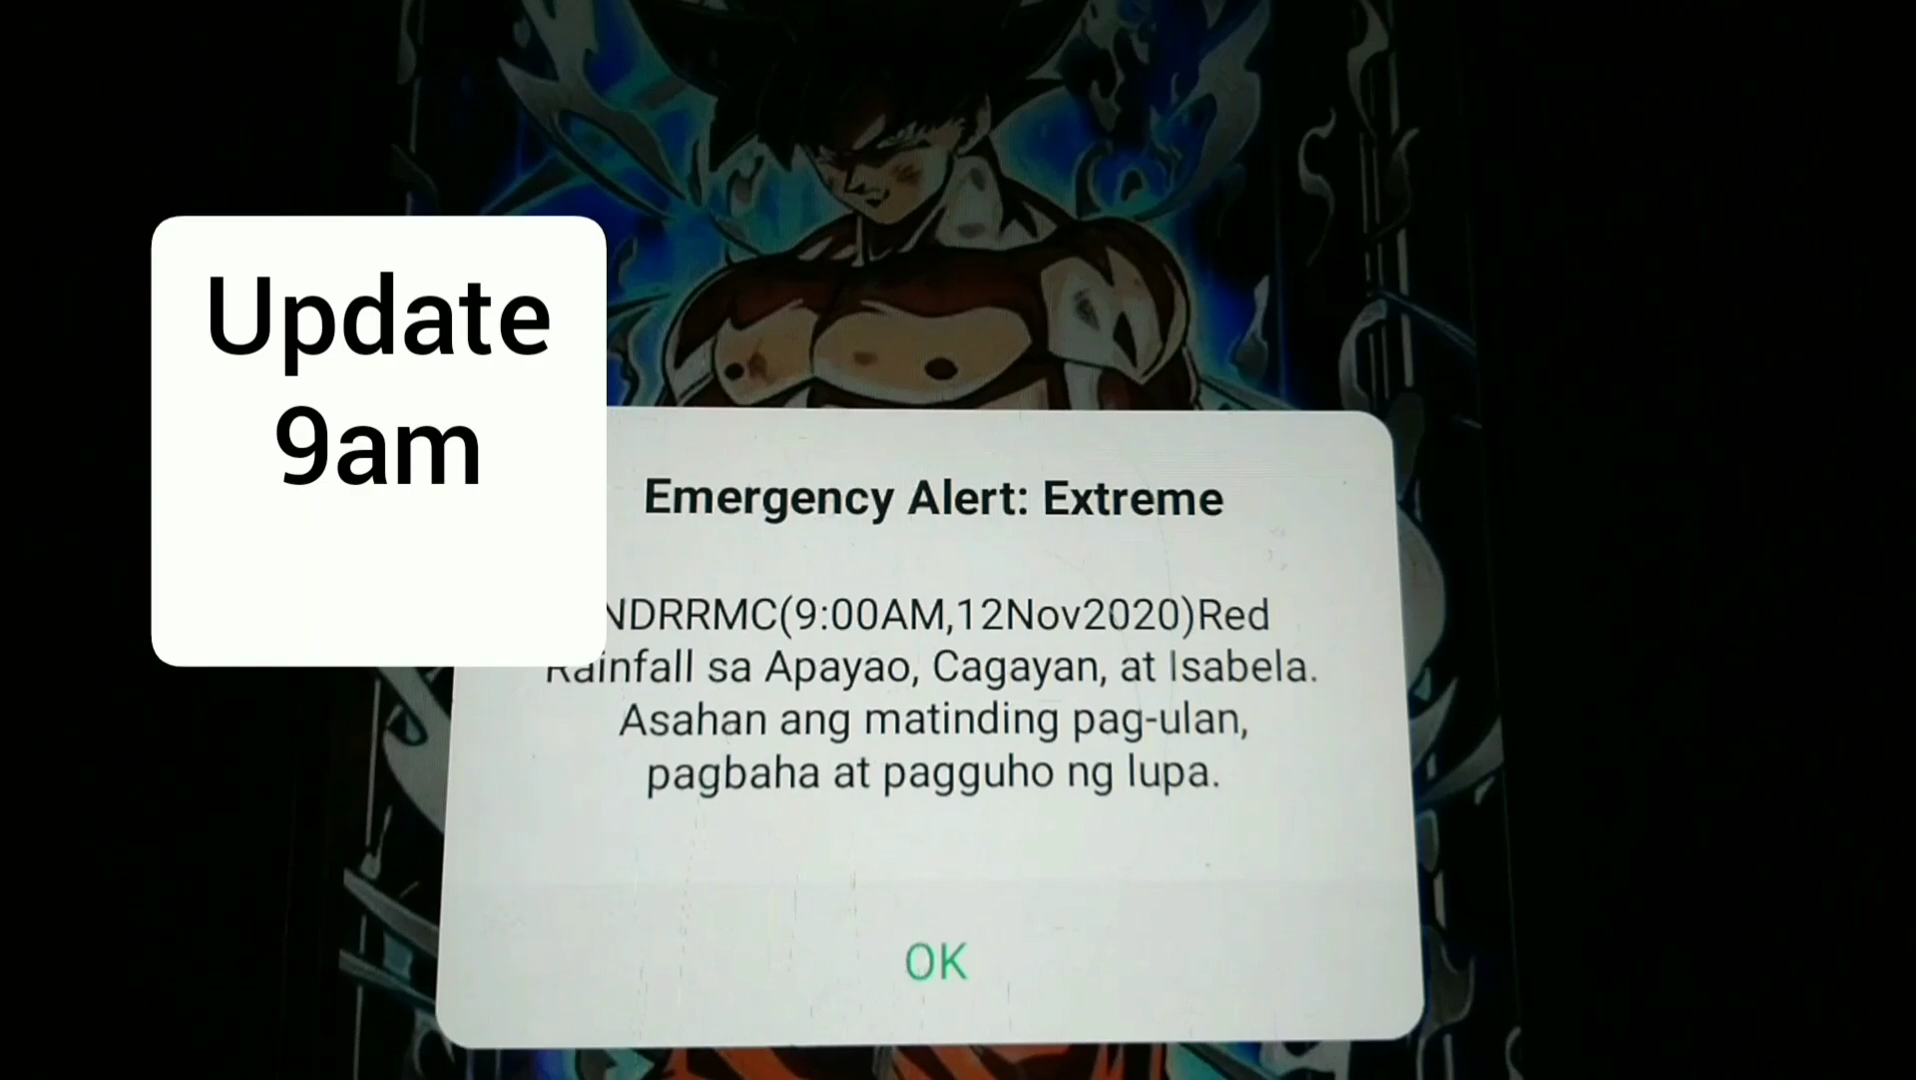 Update
9am
Emergency Alert: Extreme
NDRRMC(9:00AM,12Nov2020)Red
Rainfall sa Apayao, Cagayan, at Isabela.
Asahan ang matinding pag-ulan,
pagbaha at pagguho ng lupa.
OK